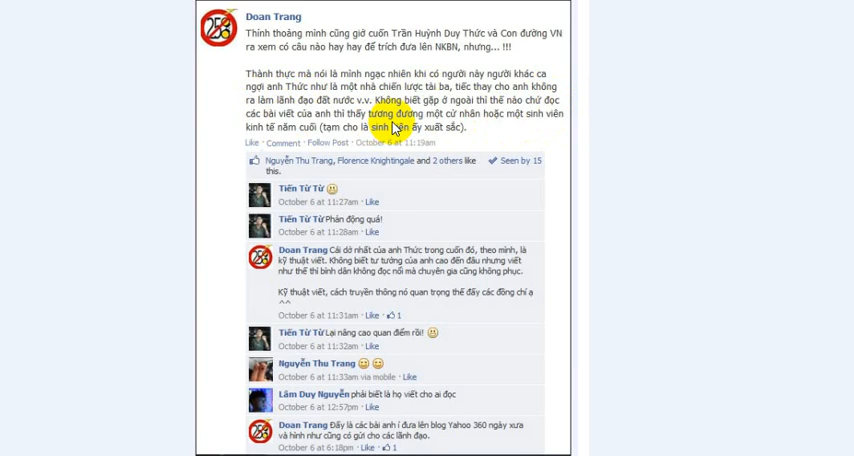 Doan Trang
Thỉnh thoảng mình cũng giở cuốn Trần Huỳnh Duy Thức và Con đường VN
ra xem có câu nào hay hay để trích đưa lên NKBN, nhưng... !!!
Thành thực mà nói là mình ngạc nhiên khi có người này người khác ca
ngợi anh Thức như là một nhà chiến lược tài ba, tiếc thay cho anh không
ra làm lãnh đạo đất nước v.v. Không biết gặp ở ngoài thì thế nào chứ đọc
các bài viết của anh thì thấy tương đương một cử nhân hoặc một sinh viên
kinh tế năm cuối (tạm cho là sinh viên ấy xuất sắc).
Like · Comment · Follow Post · October 6 at 11:19am
Nguyễn Thu Trang, Florence Knightingale and 2 others like
this.
Seen by 15
Tiến Từ Từ
October 6 at 11:27am · Like
Tiến Từ Từ Phản động quá!
October 6 at 11:28am · Like
Doan Trang Cái dở nhất của anh Thức trong cuốn đó, theo mình, là
kỹ thuật viết. Không biết tư tưởng của anh cao đến đâu nhưng viết
như thế thì bình dân không đọc nổi mà chuyên gia cũng không phục.
Kỹ thuật viết, cách truyền thông nó quan trọng thế đấy các đồng chí ạ
^^
October 6 at 11:31am · Like · 1
Tiến Từ Từ Lại nâng cao quan điểm rồi!
October 6 at 11:32am · Like
Nguyễn Thu Trang
October 6 at 11:33am via mobile · Like
Lâm Duy Nguyễn phải biết là họ viết cho ai đọc
October 6 at 12:57pm · Like
Doan Trang Đấy là các bài anh í đưa lên blog Yahoo 360 ngày xưa
và hình như cũng có gửi cho các lãnh đạo.
October 6 at 6:18pm · Like · 1